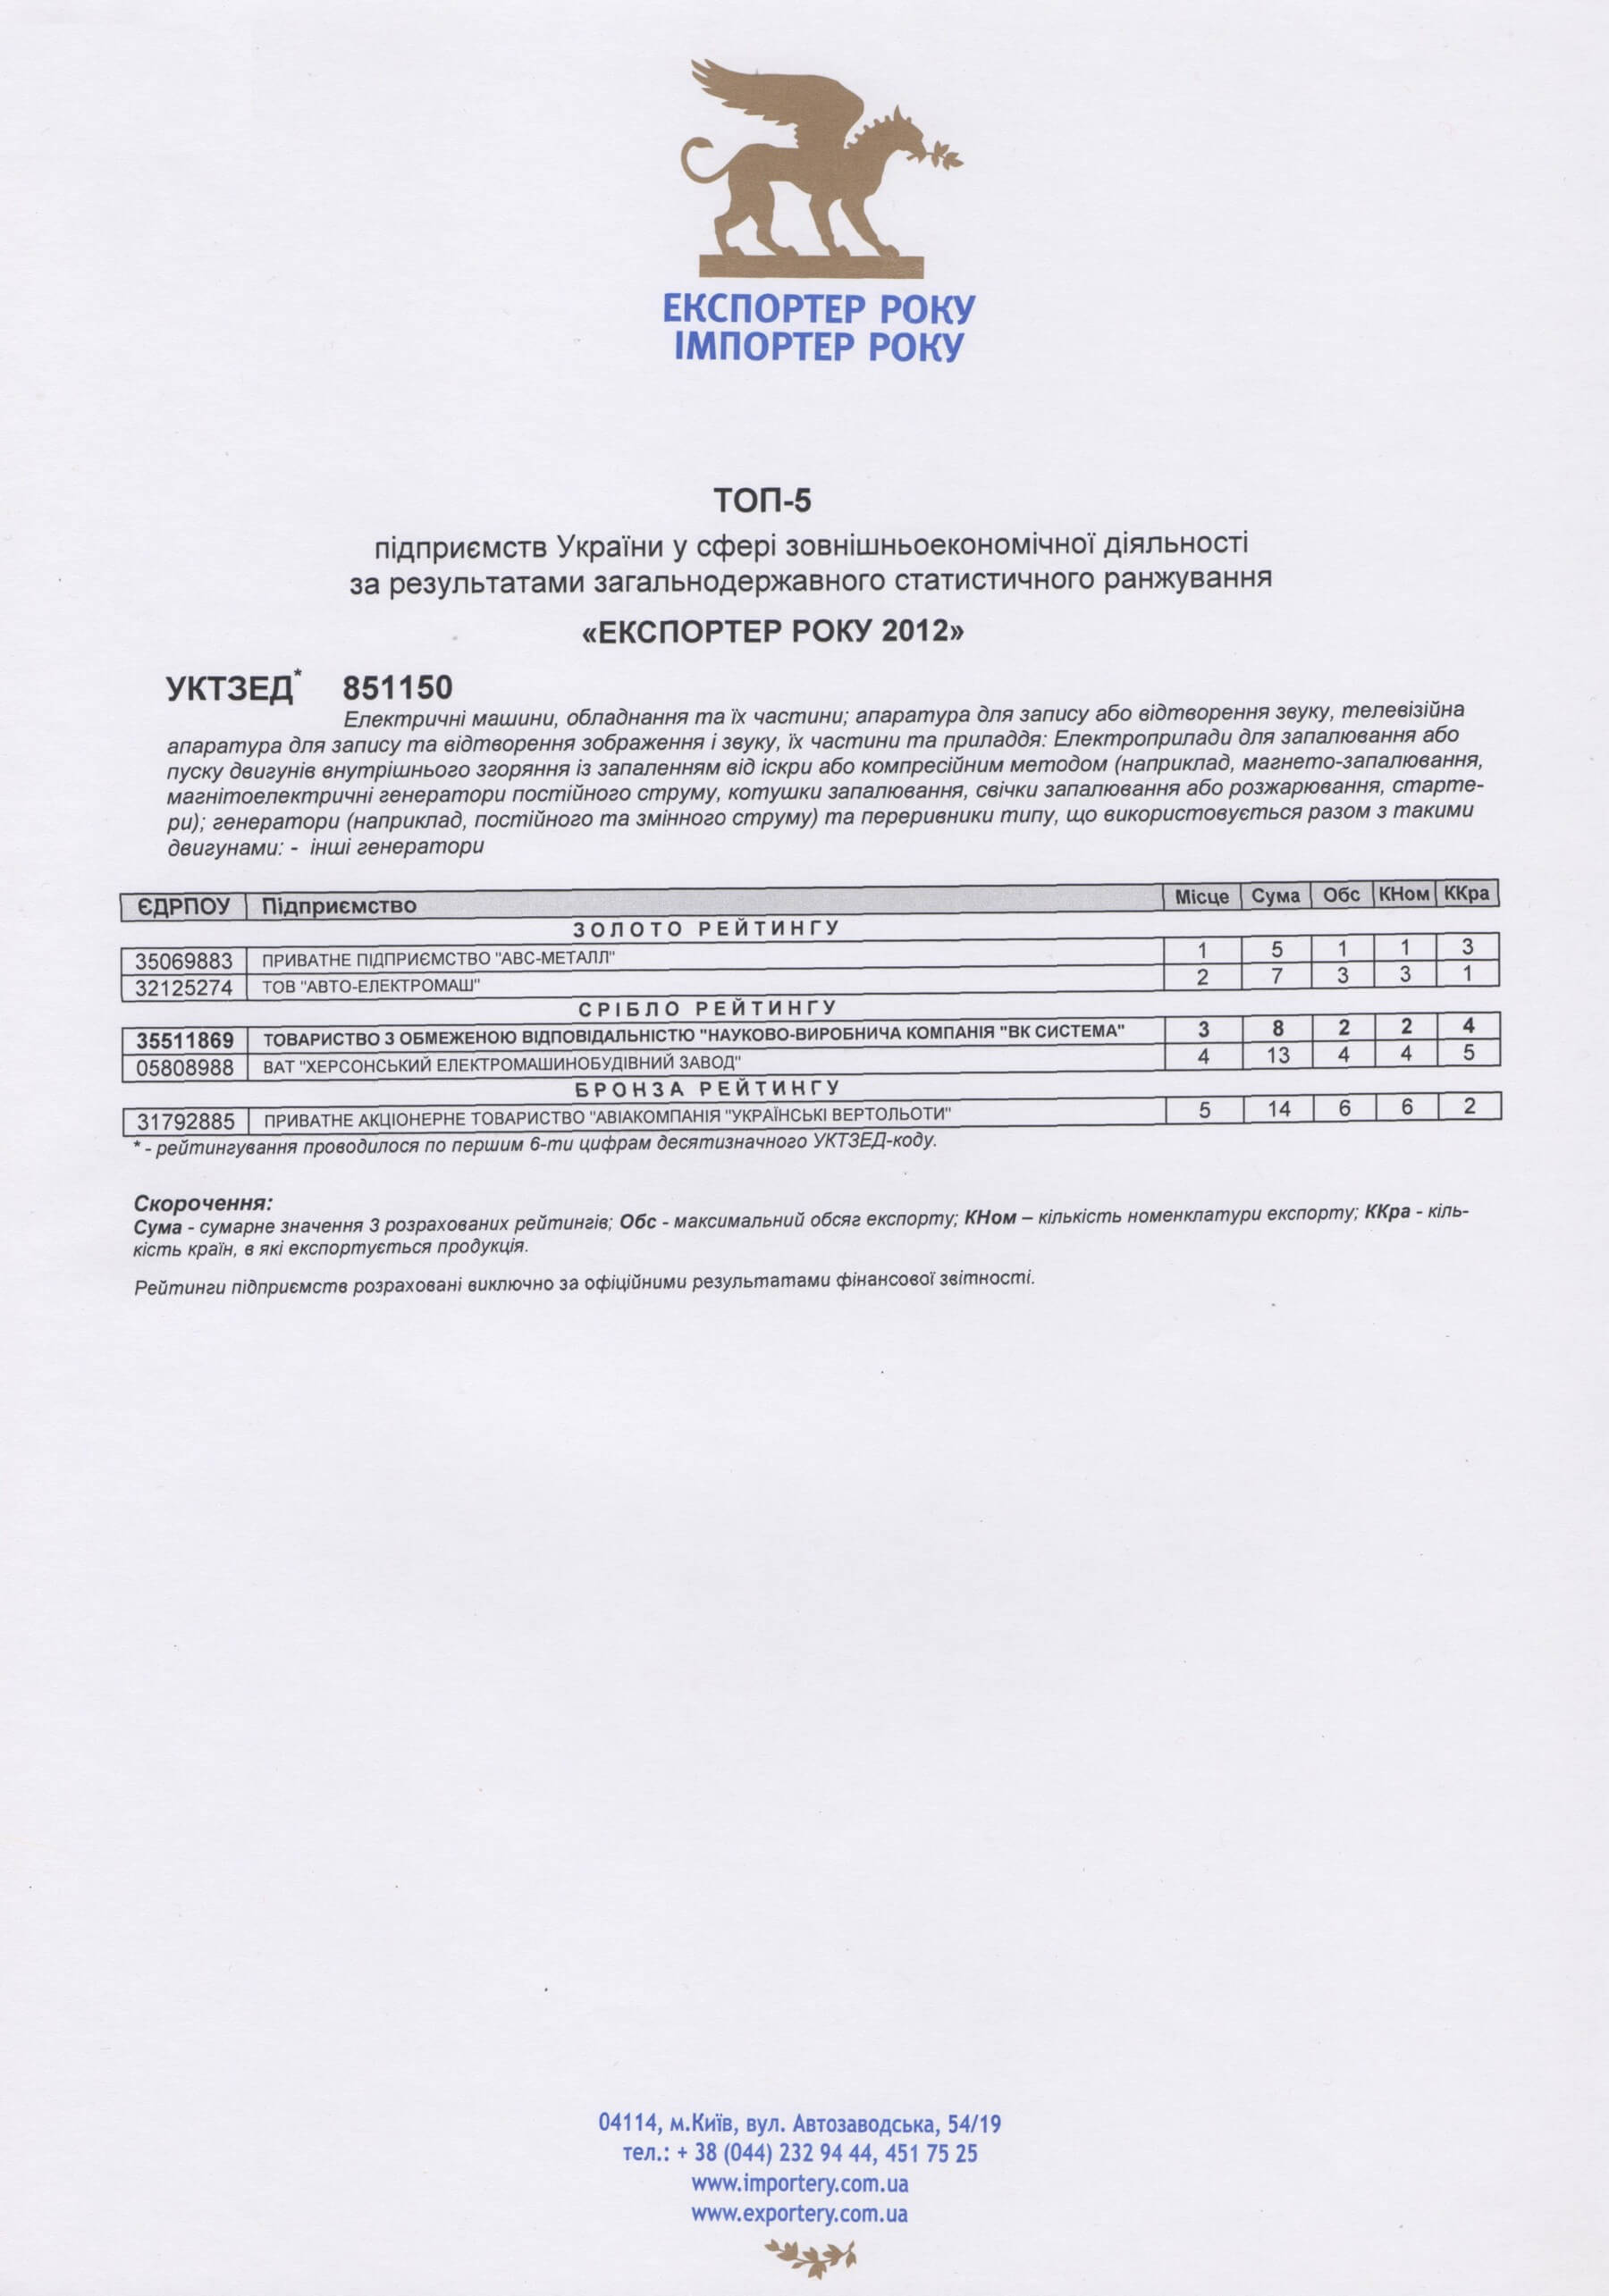 ЕКСПОРТЕР РОКУ
ІМПОРТЕР РОКУ
ТОП-5
підприємств України у сфері зовнішньоекономічної діяльності
за результатами загальнодержавного статистичного ранжування
«ЕКСПОРТЕР РОКУ 2012»
УКТЗЕД* 851150
Електричні машини, обладнання та їх частини; апаратура для запису або відтворення звуку, телевізійна
апаратура для запису та відтворення зображення і звуку, їх частини та приладдя: Електроприлади для запалювання або
пуску двигунів внутрішнього згоряння із запаленням від іскри або компресійним методом (наприклад, магнето-запалювання,
магнітоелектричні генератори постійного струму, котушки запалювання, свічки запалювання або розжарювання, старте-
ри); генератори (наприклад, постійного та змінного струму) та переривники типу, що використовується разом з такими
двигунами: - інші генератори
ЄДРПОУ Підприємство Місце Сума Обс КНом ККра
ЗОЛОТО РЕЙТИНГУ
35069883 ПРИВАТНЕ ПІДПРИЄМСТВО "АВС-МЕТАЛЛ" 1 5 1 1 3
32125274 ТОВ "АВТО-ЕЛЕКТРОМАШ" 2 7 3 3 1
СРІБЛО РЕЙТИНГУ
35511869 ТОВАРИСТВО З ОБМЕЖЕНОЮ ВІДПОВІДАЛЬНІСТЮ "НАУКОВО-ВИРОБНИЧА КОМПАНІЯ "ВК СИСТЕМА" 3 8 2 2 4
05808988 ВАТ "ХЕРСОНСЬКИЙ ЕЛЕКТРОМАШИНОБУДІВНИЙ ЗАВОД" 4 13 4 4 5
БРОНЗА РЕЙТИНГУ
31792885 ПРИВАТНЕ АКЦІОНЕРНЕ ТОВАРИСТВО "АВІАКОМПАНІЯ "УКРАЇНСЬКІ ВЕРТОЛЬОТИ" 5 14 6 6 2
* - рейтингування проводилося по першим 6-ти цифрам десятизначного УКТЗЕД-коду.
Скорочення:
Сума - сумарне значення 3 розрахованих рейтингів; Обс - максимальний обсяг експорту; КНом – кількість номенклатури експорту; ККра - кіль-
кість країн, в які експортується продукція.
Рейтинги підприємств розраховані виключно за офіційними результатами фінансової звітності.
04114, м.Київ, вул. Автозаводська, 54/19
тел.: + 38 (044) 232 94 44, 451 75 25
www.importery.com.ua
www.exportery.com.ua